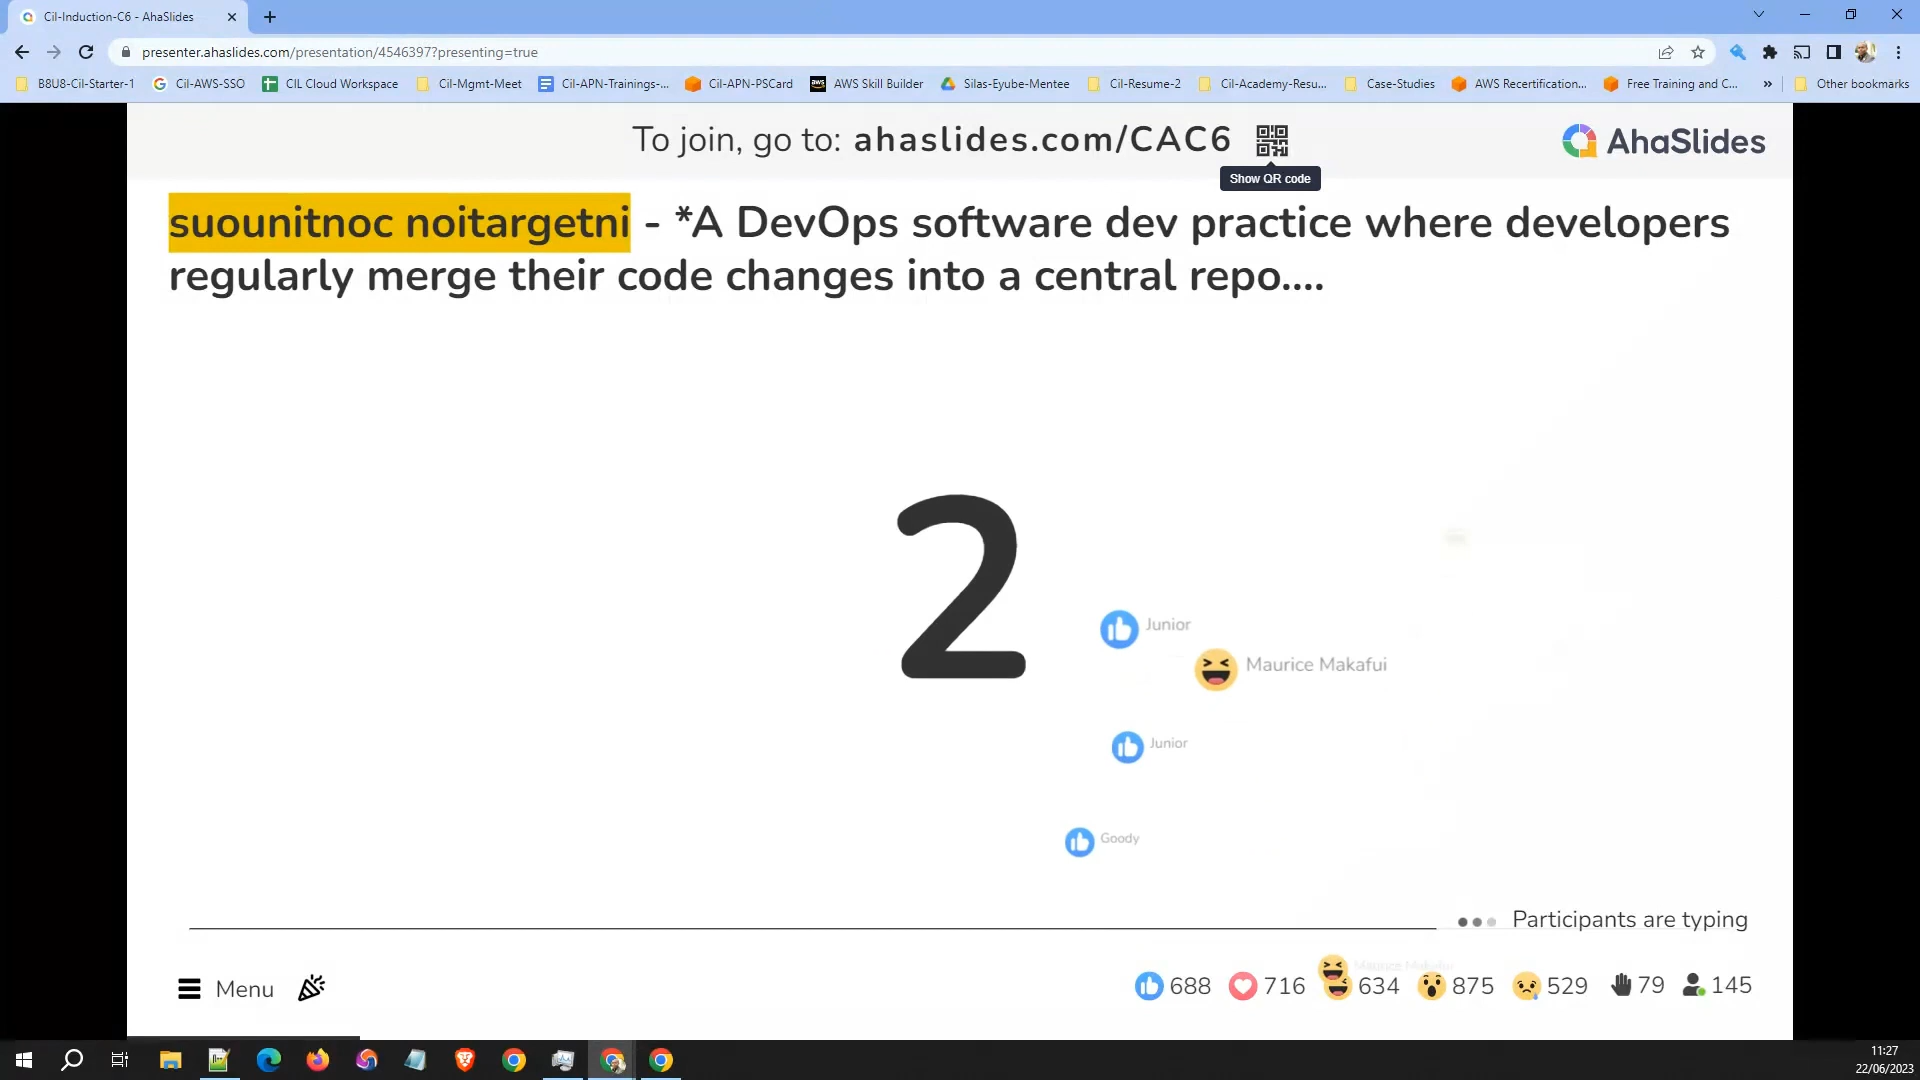 Cil-Induction-C6 - AhaSlides
presenter.ahaslides.com/presentation/4546397?presenting=true
B8U8-Cil-Starter-1 Cil-AWS-SSO CIL Cloud Workspace Cil-Mgmt-Meet Cil-APN-Trainings-... Cil-APN-PSCard AWS Skill Builder Silas-Eyube-Mentee Cil-Resume-2 Cil-Academy-Resu... Case-Studies AWS Recertification... Free Training and C... » Other bookmarks
To join, go to: ahaslides.com/CAC6
AhaSlides
Show QR code
suounitnoc noitargetni - *A DevOps software dev practice where developers
regularly merge their code changes into a central repo....
2
Junior
Maurice Makafui
Junior
Goody
Participants are typing
Maurice Makafui
Menu
688 716 634 875 529 79 145
11:27
22/06/2023